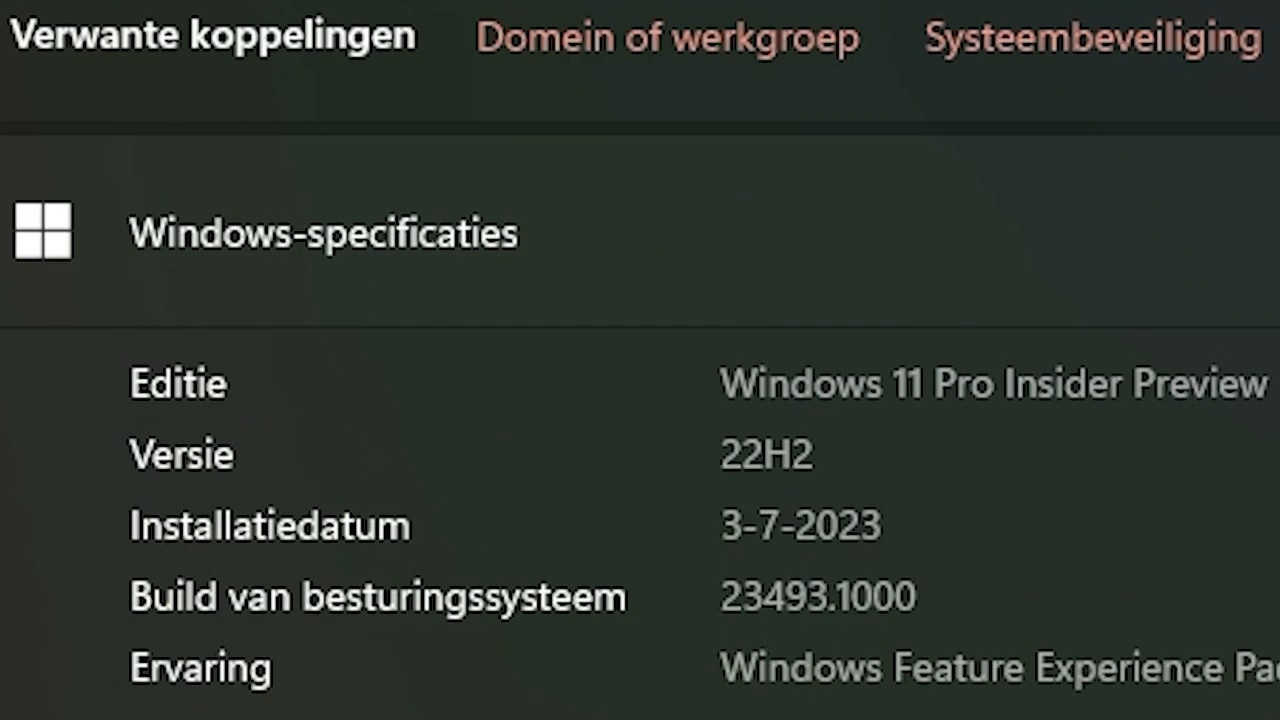 Verwante koppelingen Domein of werkgroep Systeembeveiliging
Windows-specificaties
Editie Windows 11 Pro Insider Preview
Versie 22H2
Installatiedatum 3-7-2023
Build van besturingssysteem 23493.1000
Ervaring Windows Feature Experience